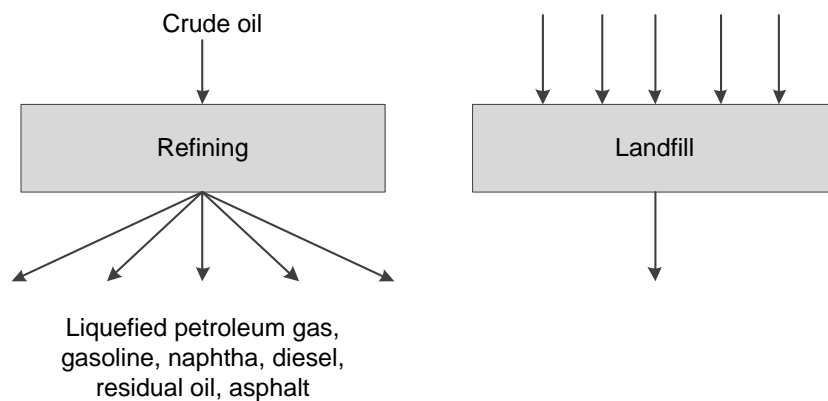 Crude oil
Refining
Landfill
Liquefied petroleum gas,
gasoline, naphtha, diesel,
residual oil, asphalt